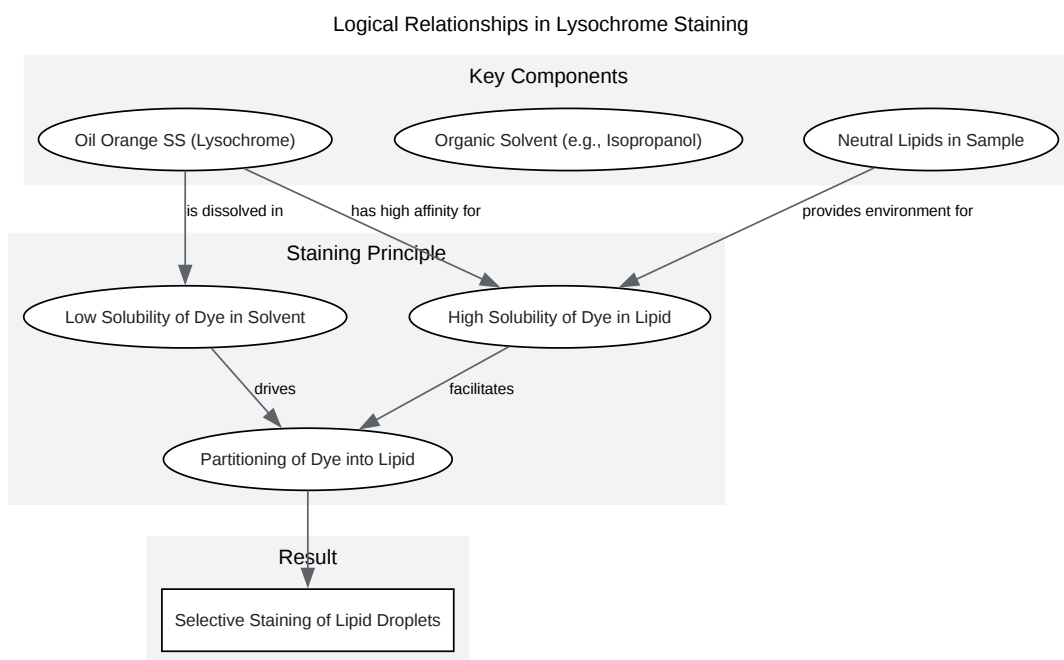 Logical Relationships in Lysochrome Staining
Key Components
Oil Orange SS (Lysochrome)
Organic Solvent (e.g., Isopropanol)
Neutral Lipids in Sample
is dissolved in
has high affinity for
provides environment for
Staining Principle
Low Solubility of Dye in Solvent
High Solubility of Dye in Lipid
drives
facilitates
Partitioning of Dye into Lipid
Result
Selective Staining of Lipid Droplets